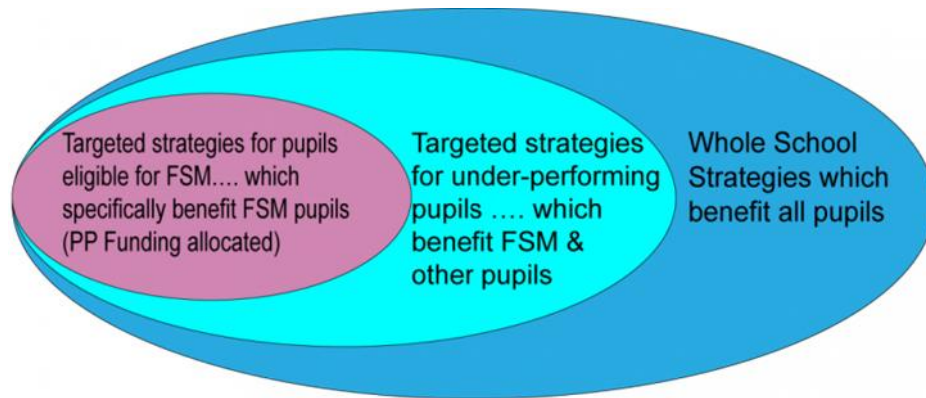 Targeted strategies for pupils
eligible for FSM.... which
specifically benefit FSM pupils
(PP Funding allocated)
Targeted strategies
for under-performing
pupils .... which
benefit FSM &
other pupils
Whole School
Strategies which
benefit all pupils